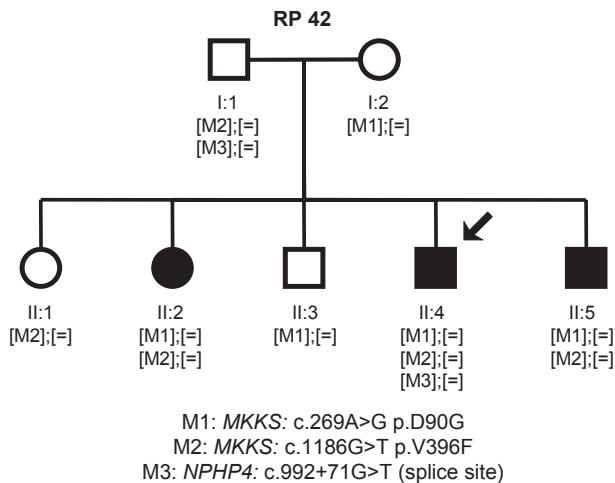 RP 42
I:1 I:2
[M2];[=] [M1];[=]
[M3];[=]
II:1 II:2 II:3 II:4 II:5
[M2];[=] [M1];[=] [M1];[=] [M1];[=] [M1];[=]
[M2];[=] [M2];[=] [M2];[=]
[M3];[=]
M1: MKKS: c.269A>G p.D90G
M2: MKKS: c.1186G>T p.V396F
M3: NPHP4: c.992+71G>T (splice site)